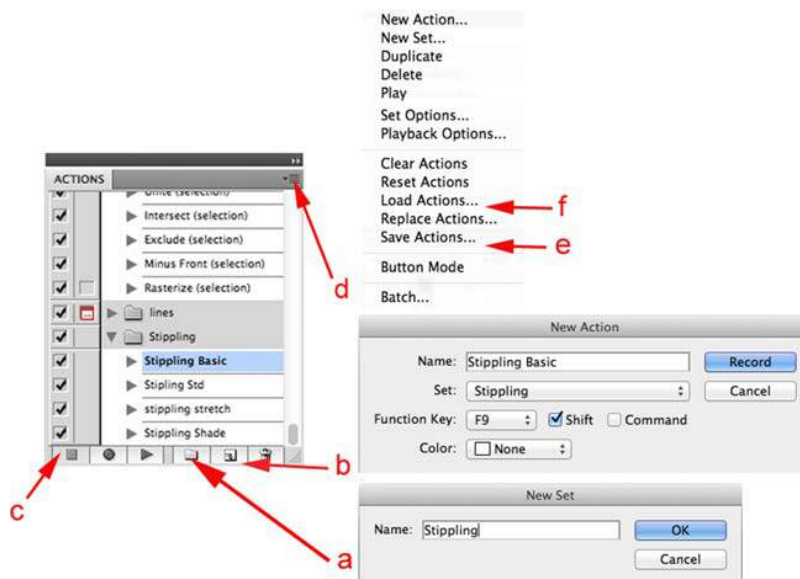 New Action...
New Set...
Duplicate
Delete
Play
Set Options...
Playback Options...
Clear Actions
Reset Actions
Load Actions...
f
Replace Actions...
Save Actions...
e
Button Mode
Batch...
ACTIONS
(selection)
Intersect (selection)
Exclude (selection)
Minus Front (selection)
Rasterize (selection)
lines
Stippling
Stippling Basic
Stipling Std
stippling stretch
Stippling Shade
d
b
c
a
New Action
Name: Stippling Basic Record
Set: Stippling Cancel
Function Key: F9 Shift Command
Color: None
New Set
Name: Stippling OK
Cancel